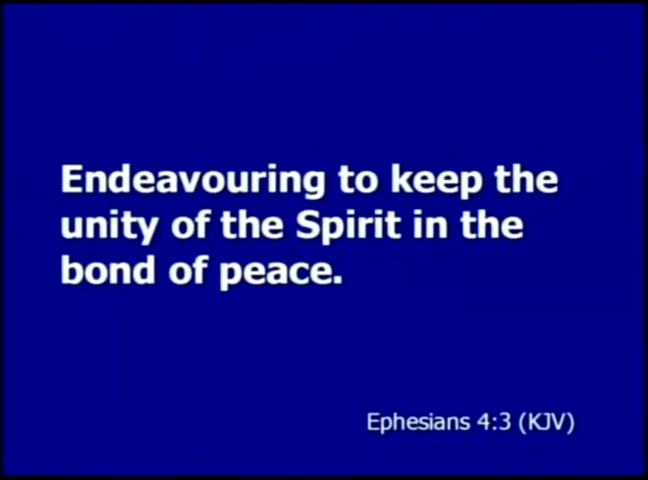 Endeavouring to keep the
unity of the Spirit in the
bond of peace.
Ephesians 4:3 (KJV)